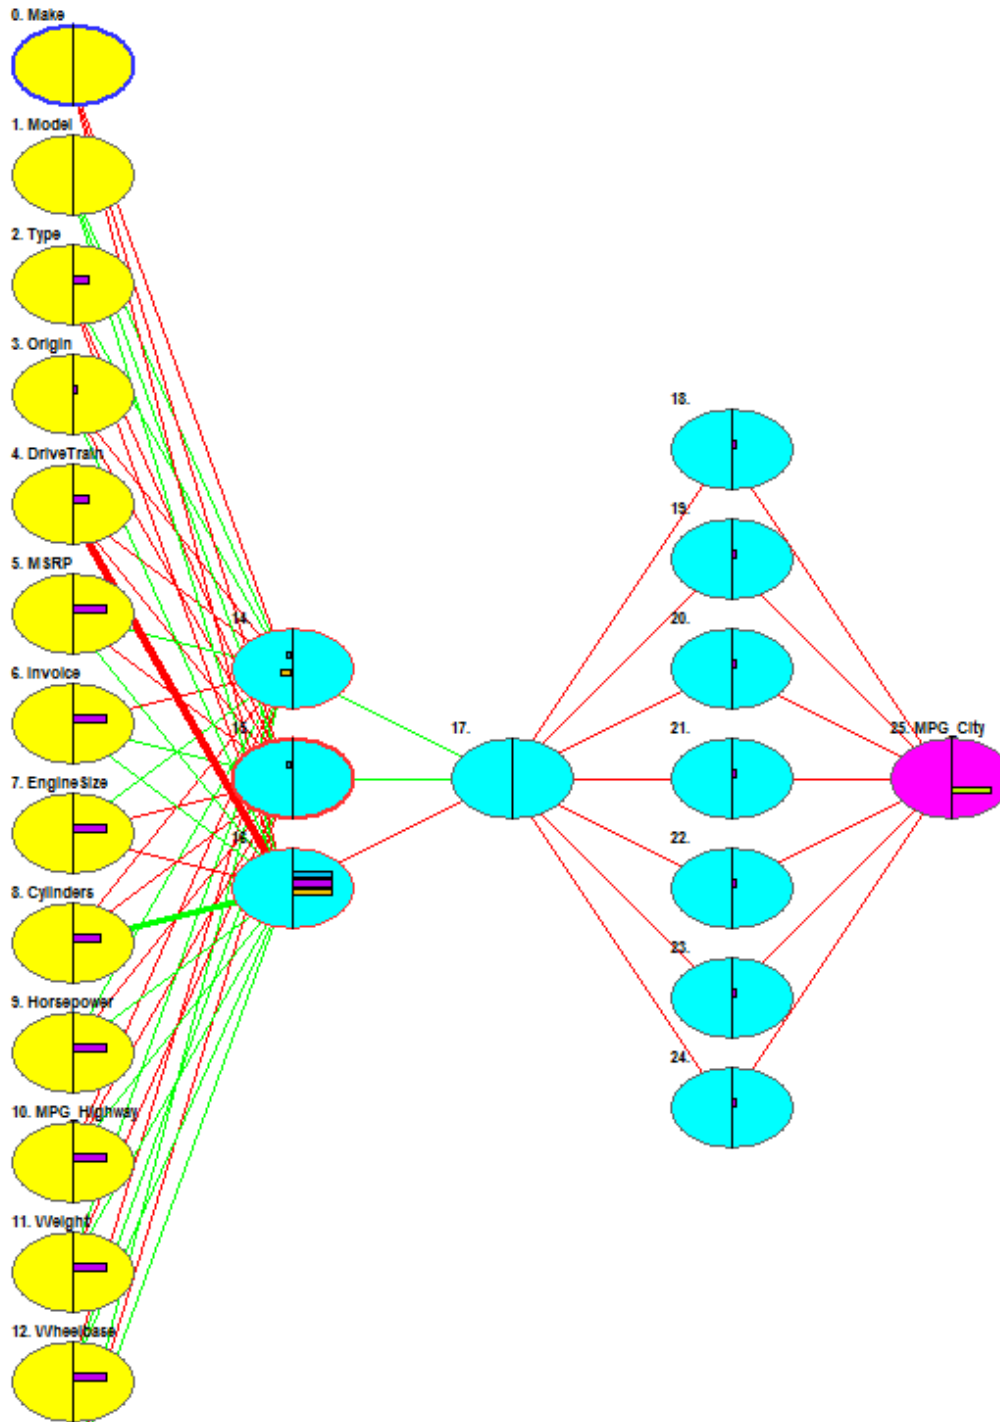 0. Make
1. Model
2. Type
3. Origin
4. DriveTrain
5. MSRP
6. Invoice
7. EngineSize
8. Cylinders
9. Horsepower
10. MPG_Highway
11. Weight
12. Wheelbase
14.
15.
16.
17.
18.
19.
20.
21.
22.
23.
24.
25. MPG_City